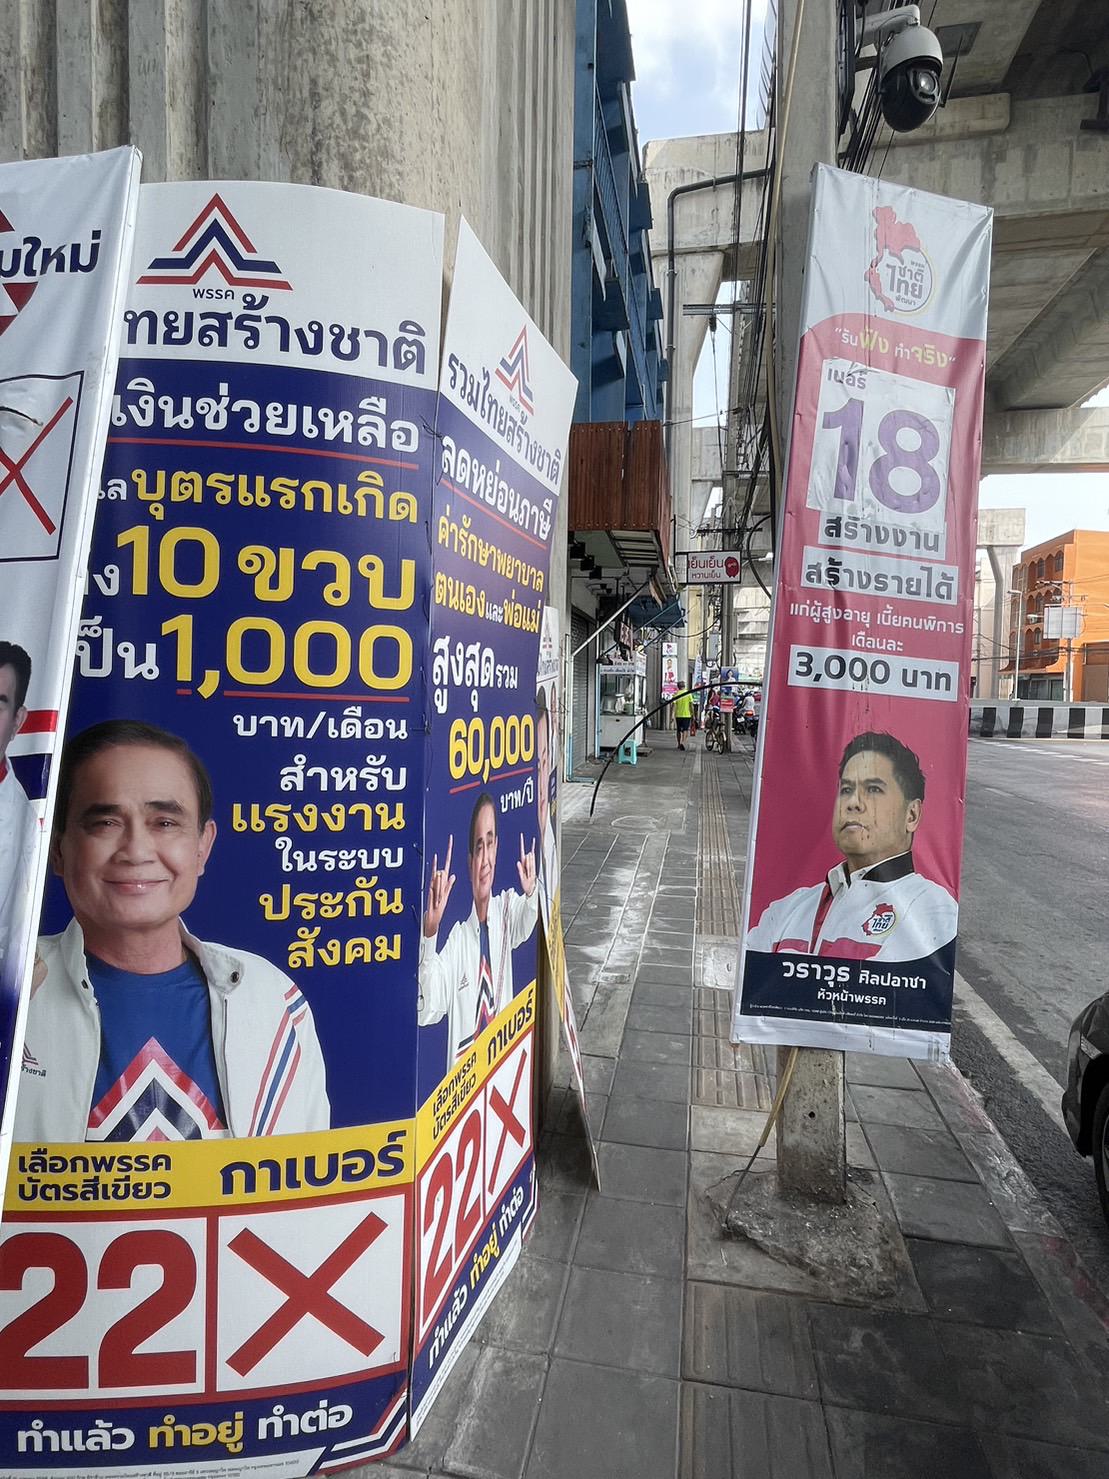 มใหม่
พรรค
ทยสร้างชาติ
เงินช่วยเหลือ
ลบุตรแรกเกิด
ง10 ขวบ
ป็น1,000
บาท/เดือน
สำหรับ
แรงงาน
ในระบบ
ประกัน
สังคม
เลือกพรรค
บัตรสีเขียว
กาเบอร์
22
ทำแล้ว ทำอยู่ ทำต่อ
พรรค
รวมไทยสร้างชาติ
ลดหย่อนภาษี
ค่ารักษาพยาบาล
ตนเองและพ่อแม่
สูงสุดรวม
60,000
บาท/ปี
เลือกพรรค
บัตรสีเขียว
กาเบอร์
22
ทำแล้ว ทำอยู่ ทำต่อ
เย็นเย็น
หวานเย็น
พรรค
ชาติ
ไทย
พัฒนา
"รับฟัง ทำจริง"
เบอร์
18
สร้างงาน
สร้างรายได้
แก่ผู้สูงอายุ เบี้ยคนพิการ
เดือนละ
3,000 บาท
ชาติ
ไทย
วราวุธ ศิลปอาชา
หัวหน้าพรรค